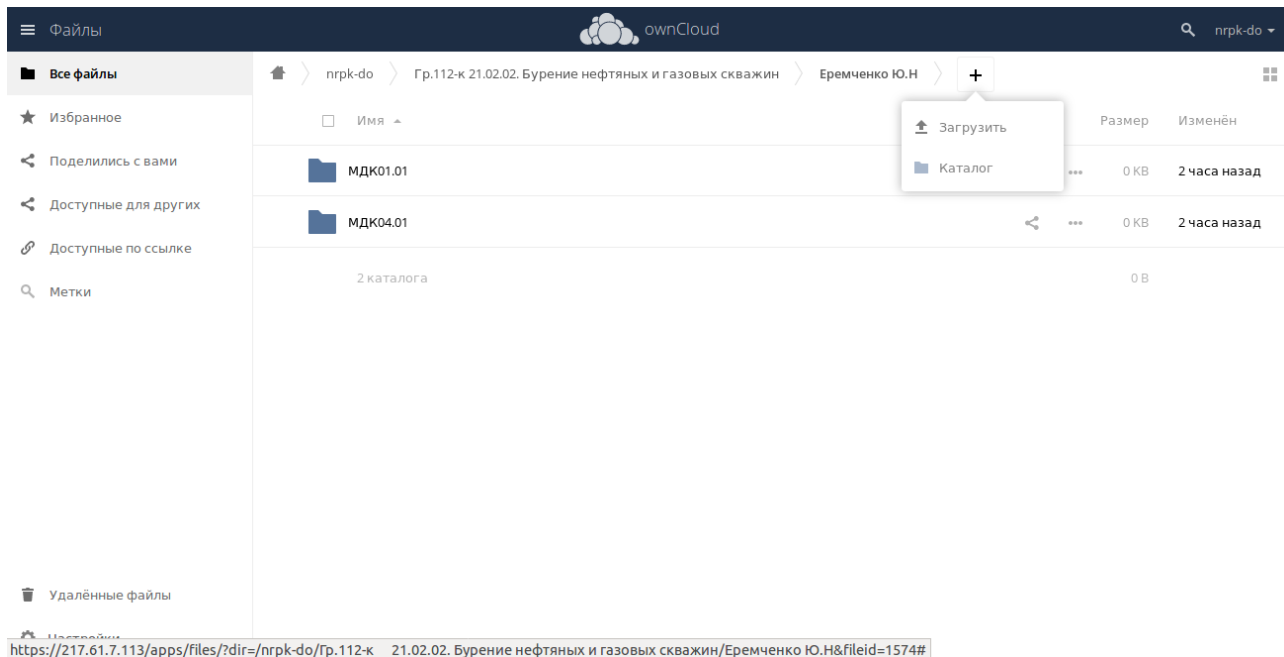 Файлы
ownCloud
nrpk-do
Все файлы
nrpk-do
Гр.112-к 21.02.02. Бурение нефтяных и газовых скважин
Еремченко Ю.Н
+
Избранное
Имя
Загрузить
Размер
Изменён
Поделились с вами
МДК01.01
Каталог
0 KB
2 часа назад
Доступные для других
МДК04.01
0 KB
2 часа назад
Доступные по ссылке
2 каталога
0 B
Метки
Удалённые файлы
Настройки
https://217.61.7.113/apps/files/?dir=/nrpk-do/Гр.112-к 21.02.02. Бурение нефтяных и газовых скважин/Еремченко Ю.Н&fileid=1574#